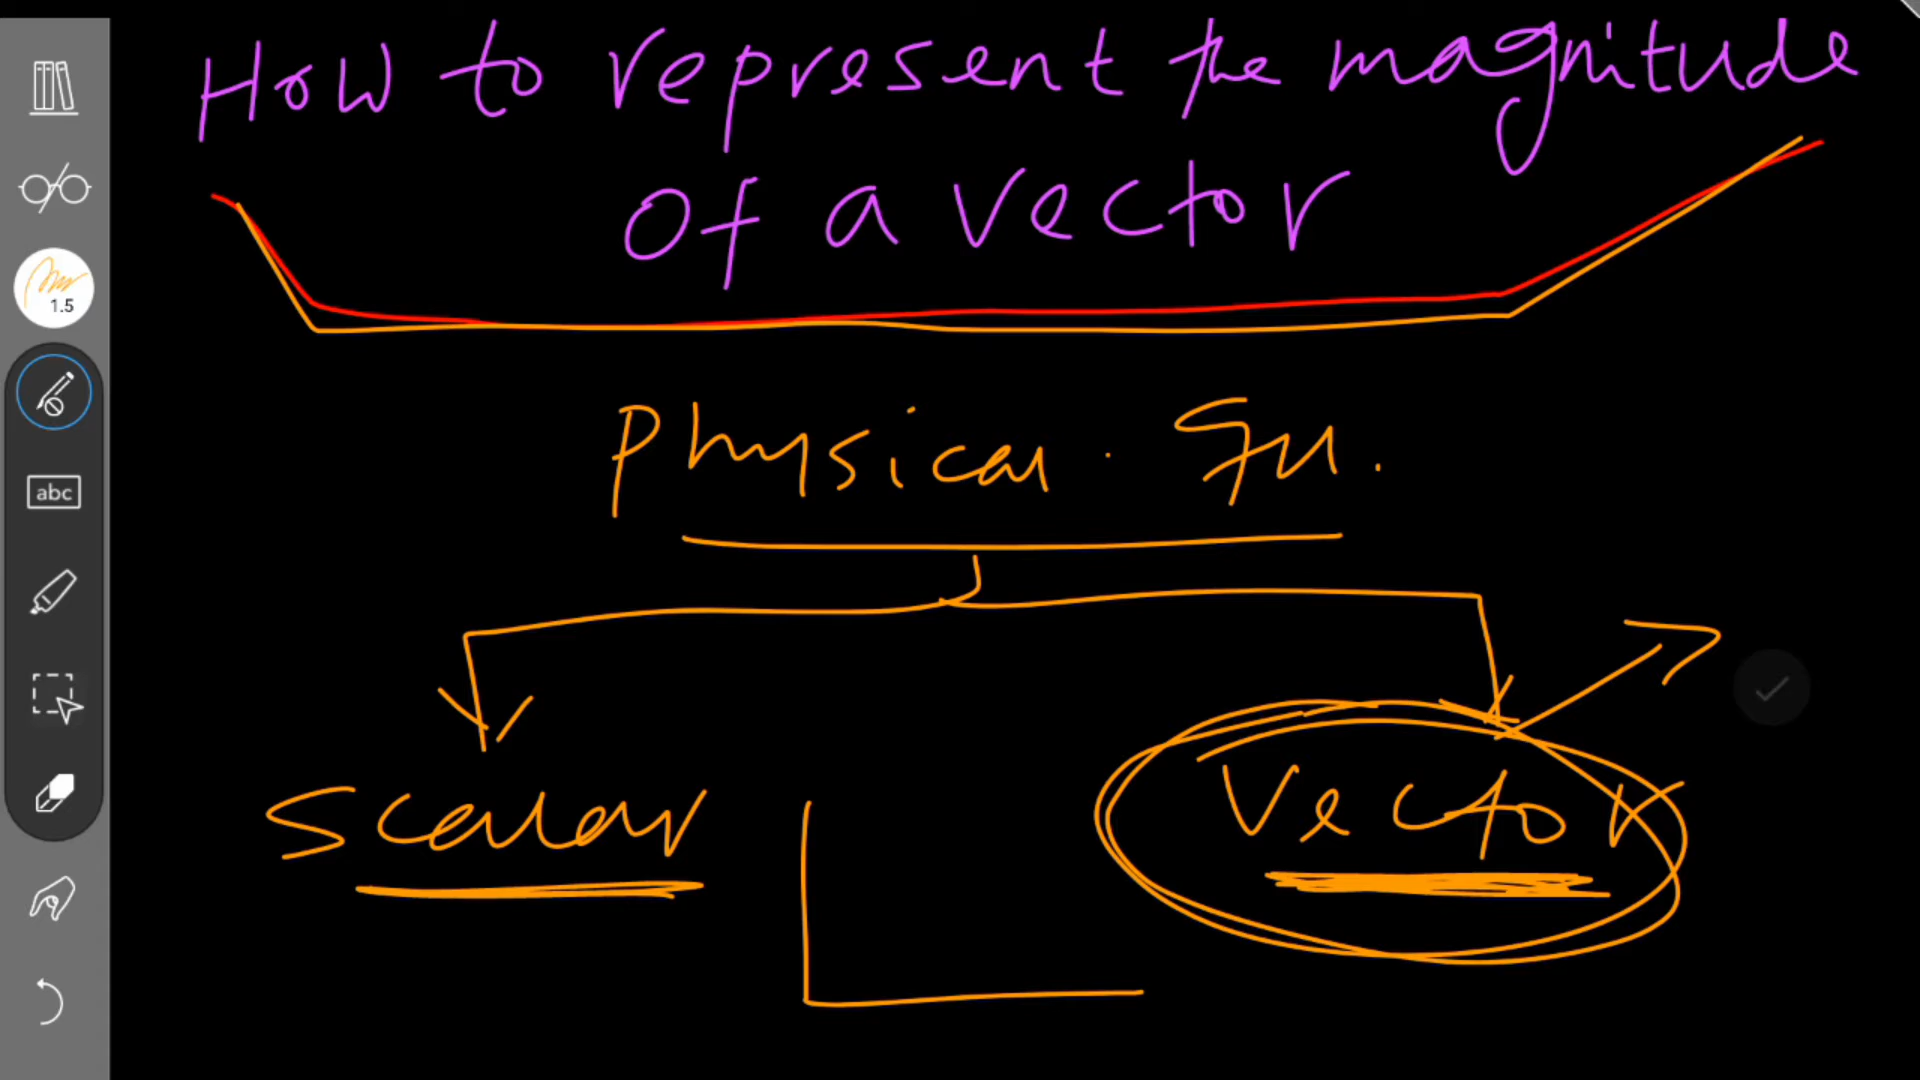 How to represent the magnitude
of a vector
1.5
Physical. Qu.
abc
Scalar Vector